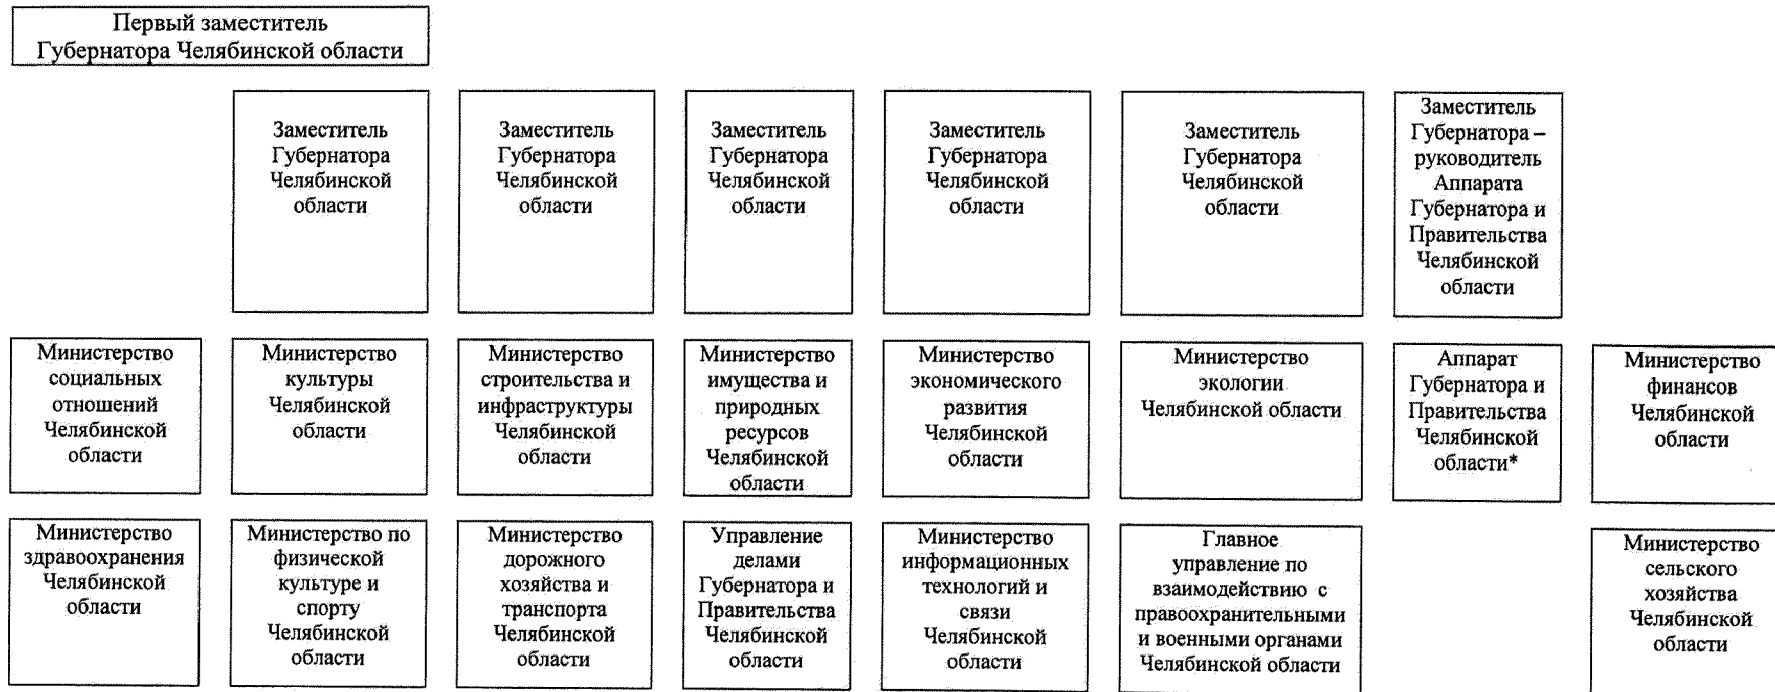 Первый заместитель
Губернатора Челябинской области
Заместитель
Губернатора
Челябинской
области
Заместитель
Губернатора
Челябинской
области
Заместитель
Губернатора
Челябинской
области
Заместитель
Губернатора
Челябинской
области
Заместитель
Губернатора
Челябинской
области
Заместитель
Губернатора –
руководитель
Аппарата
Губернатора и
Правительства
Челябинской
области
Министерство
социальных
отношений
Челябинской
области
Министерство
культуры
Челябинской
области
Министерство
строительства и
инфраструктуры
Челябинской
области
Министерство
имущества и
природных
ресурсов
Челябинской
области
Министерство
экономического
развития
Челябинской
области
Министерство
экологии
Челябинской области
Аппарат
Губернатора и
Правительства
Челябинской
области*
Министерство
финансов
Челябинской
области
Министерство
здравоохранения
Челябинской
области
Министерство по
физической
культуре и
спорту
Челябинской
области
Министерство
дорожного
хозяйства и
транспорта
Челябинской
области
Управление
делами
Губернатора и
Правительства
Челябинской
области
Министерство
информационных
технологий и
связи
Челябинской
области
Главное
управление по
взаимодействию с
правоохранительными
и военными органами
Челябинской области
Министерство
сельского
хозяйства
Челябинской
области